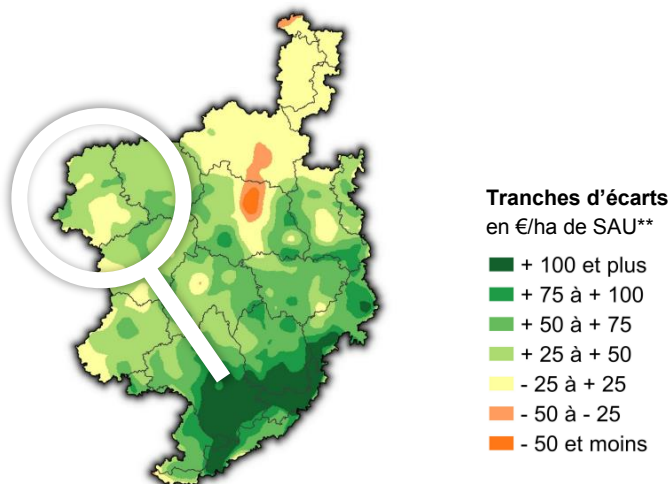 Tranches d'écarts
en €/ha de SAU**
+ 100 et plus
+ 75 à + 100
+ 50 à + 75
+ 25 à + 50
- 25 à + 25
- 50 à - 25
- 50 et moins